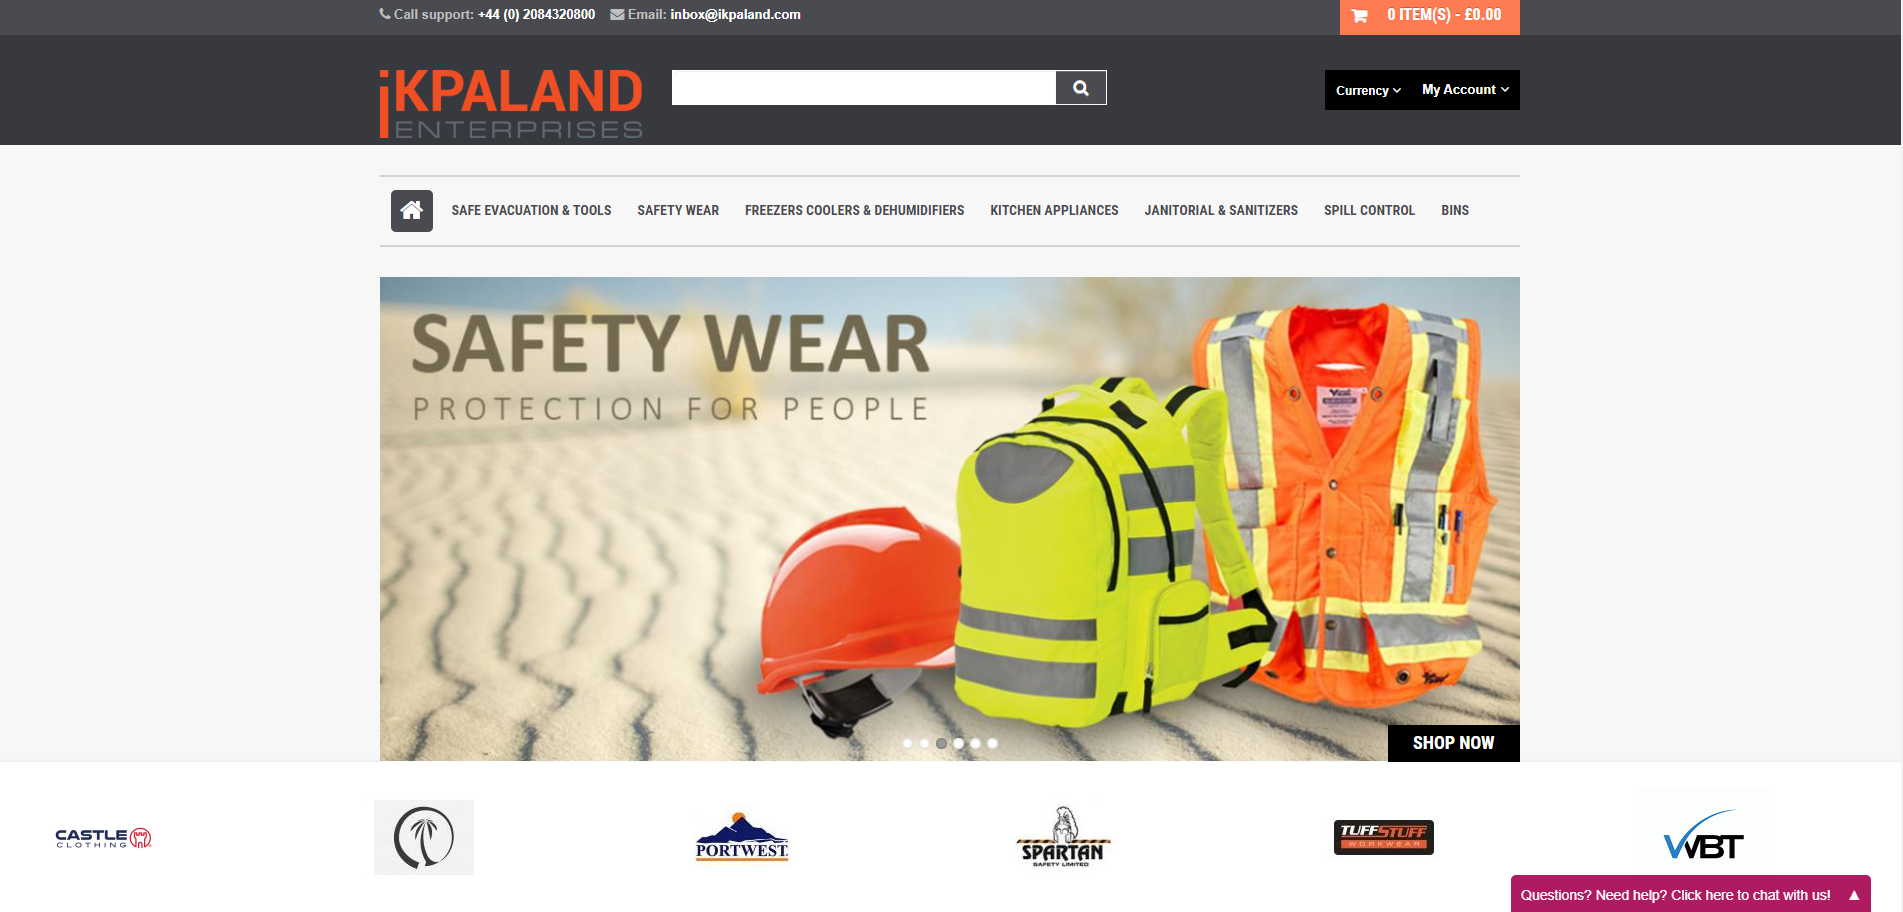 Call support: +44 (0) 2084320800 Email: inbox@ikpaland.com
0 ITEM(S) - £0.00
iKPALAND
ENTERPRISES
Currency My Account
SAFE EVACUATION & TOOLS SAFETY WEAR FREEZERS COOLERS & DEHUMIDIFIERS KITCHEN APPLIANCES JANITORIAL & SANITIZERS SPILL CONTROL BINS
SAFETY WEAR
PROTECTION FOR PEOPLE
SHOP NOW
CASTLE
CLOTHING
PORTWEST
SPARTAN
SAFETY LIMITED
TUFFSTUFF
WORKWEAR
WBT
Questions? Need help? Click here to chat with us!